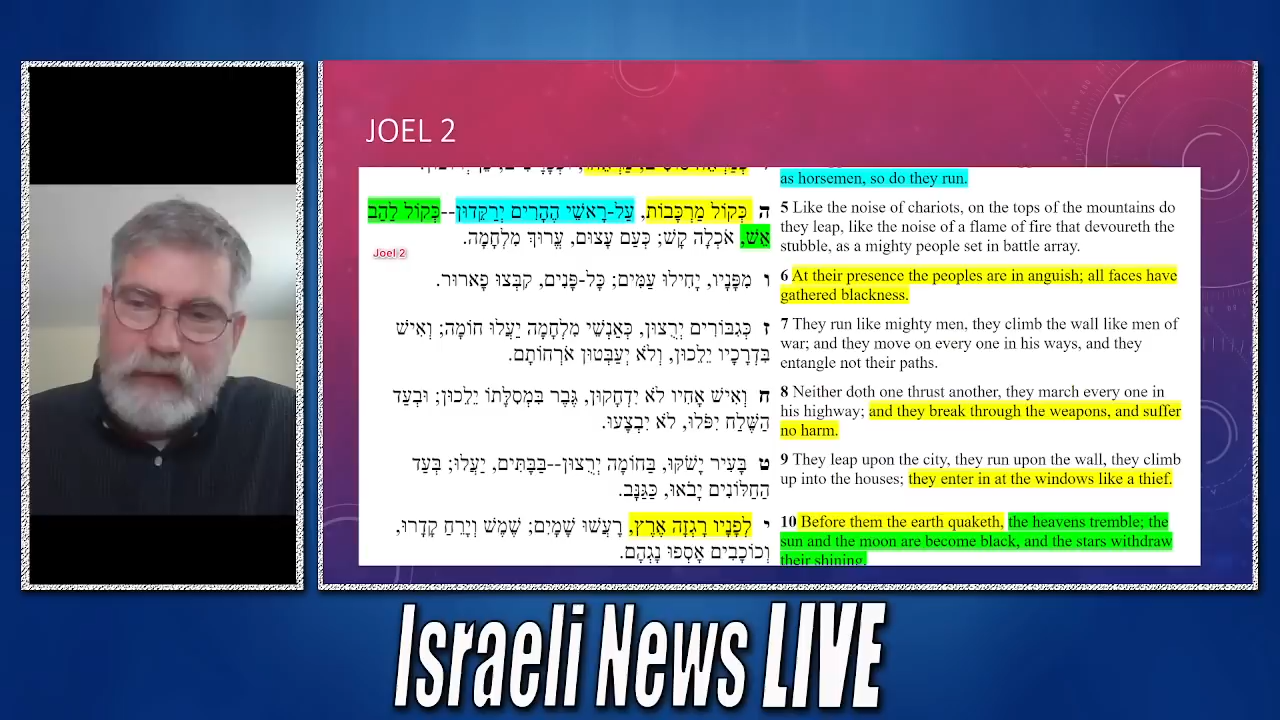 JOEL 2
as horsemen, so do they run.
ה כְּקוֹל מַרְכָּבוֹת, עַל-רָאשֵׁי הֶהָרִים יְרַקֵּדוּן--כְּקוֹל לַהַב
אֵשׁ, אֹכְלָה קָשׁ; כְּעַם עָצוּם, עֱרוּךְ מִלְחָמָה.
Joel 2
5 Like the noise of chariots, on the tops of the mountains do
they leap, like the noise of a flame of fire that devoureth the
stubble, as a mighty people set in battle array.
ו מִפָּנָיו, יָחִילוּ עַמִּים; כָּל-פָּנִים, קִבְּצוּ פָארוּר.
6 At their presence the peoples are in anguish; all faces have
gathered blackness.
ז כְּגִבּוֹרִים יְרֻצוּן, כְּאַנְשֵׁי מִלְחָמָה יַעֲלוּ חוֹמָה; וְאִישׁ
בִּדְרָכָיו יֵלֵכוּן, וְלֹא יְעַבְּטוּן אֹרְחוֹתָם.
7 They run like mighty men, they climb the wall like men of
war; and they move on every one in his ways, and they
entangle not their paths.
ח וְאִישׁ אָחִיו לֹא יִדְחָקוּן, גֶּבֶר בִּמְסִלָּתוֹ יֵלֵכוּן; וּבְעַד
הַשֶּׁלַח יִפֹּלוּ, לֹא יִבְצָעוּ.
8 Neither doth one thrust another, they march every one in
his highway; and they break through the weapons, and suffer
no harm.
ט בָּעִיר יָשֹׁקּוּ, בַּחוֹמָה יְרֻצוּן--בַּבָּתִּים, יַעֲלוּ; בְּעַד
הַחַלּוֹנִים יָבֹאוּ, כַּגַּנָּב.
9 They leap upon the city, they run upon the wall, they climb
up into the houses; they enter in at the windows like a thief.
י לְפָנָיו רָגְזָה אֶרֶץ, רָעֲשׁוּ שָׁמָיִם; שֶׁמֶשׁ וְיָרֵחַ קָדָרוּ,
וְכוֹכָבִים אָסְפוּ נָגְהָם.
10 Before them the earth quaketh, the heavens tremble; the
sun and the moon are become black, and the stars withdraw
their shining.
Israeli News LIVE